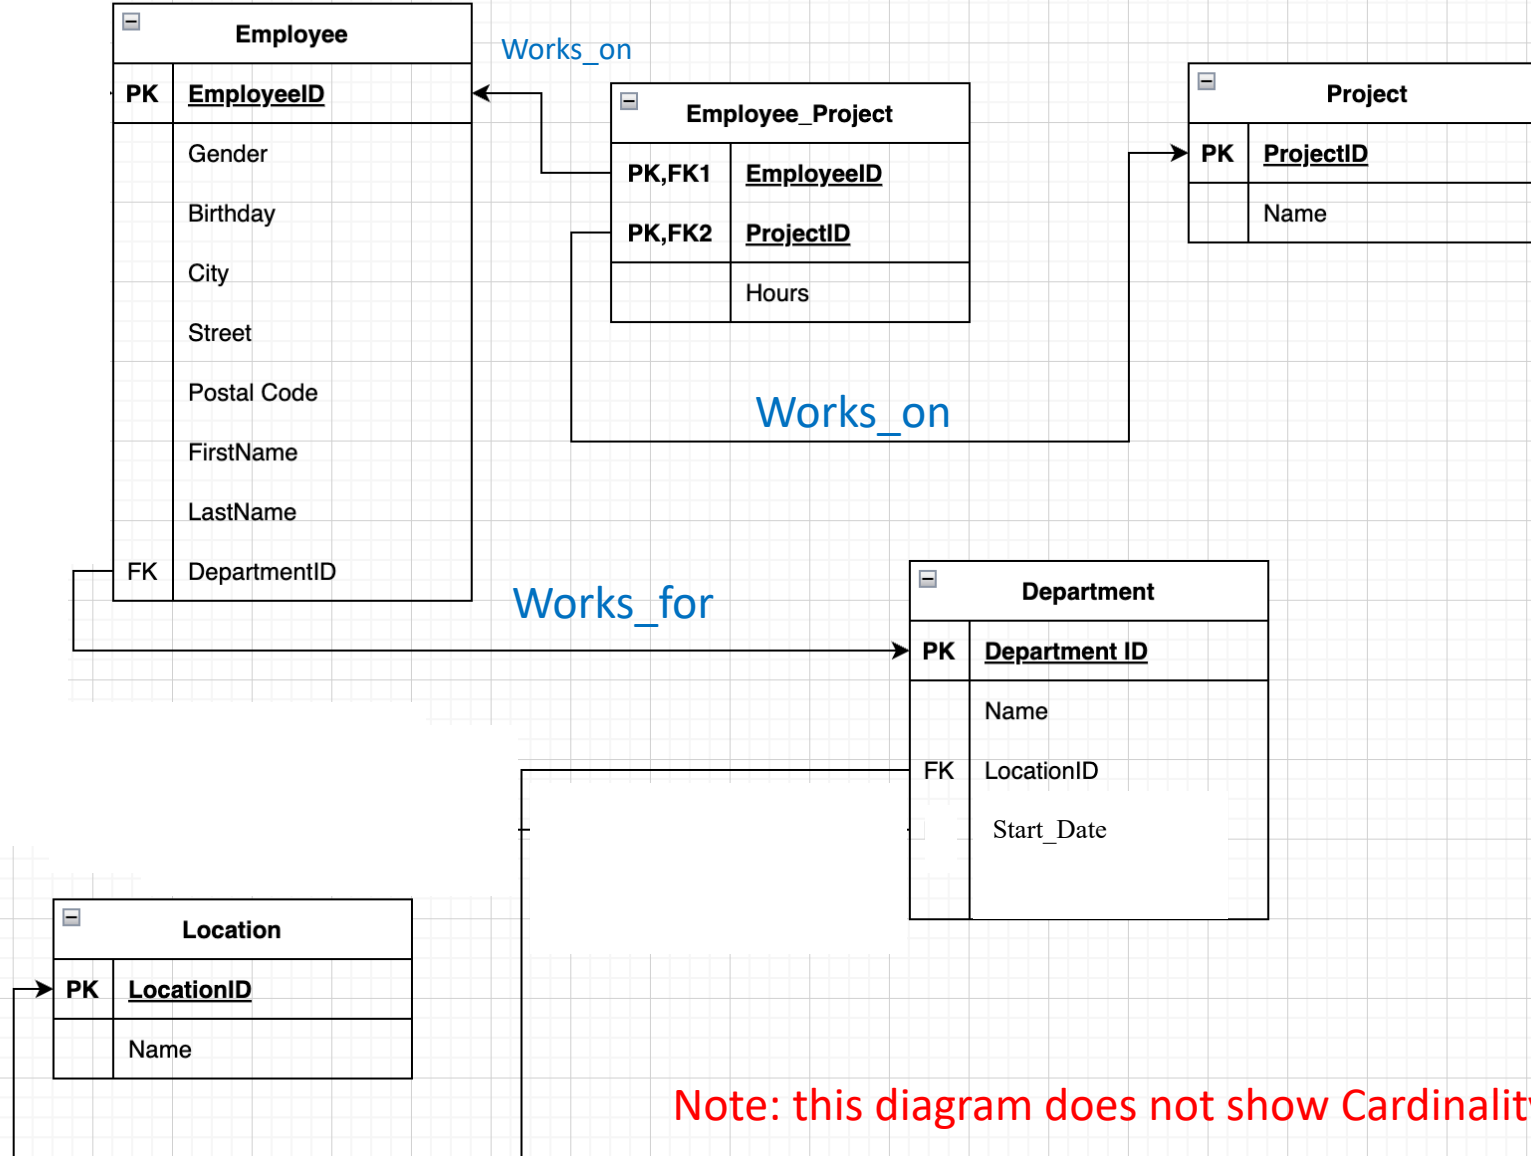 Employee
PK EmployeeID
Gender
Birthday
City
Street
Postal Code
FirstName
LastName
FK DepartmentID
Works_on
Employee_Project
PK,FK1 EmployeeID
PK,FK2 ProjectID
Hours
Works_on
Project
PK ProjectID
Name
Works_for
Department
PK Department ID
Name
FK LocationID
Start_Date
Location
PK LocationID
Name
Note: this diagram does not show Cardinality